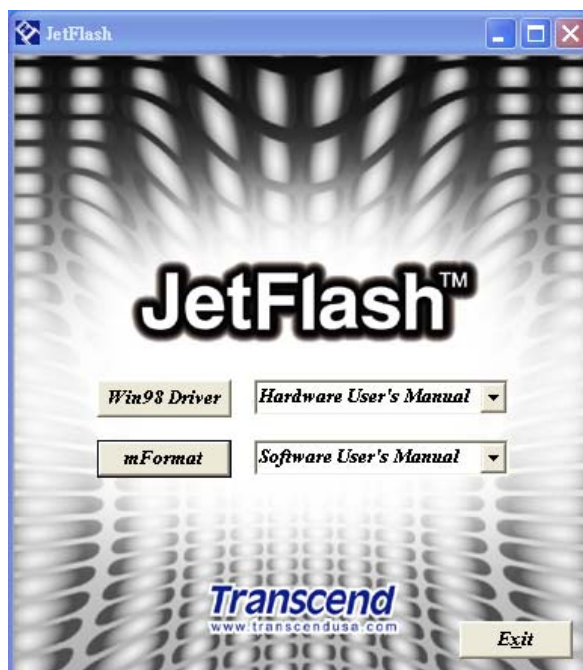 JetFlash
JetFlash™
Win98 Driver
Hardware User's Manual
mFormat
Software User's Manual
Transcend
www.transcendusa.com
Exit